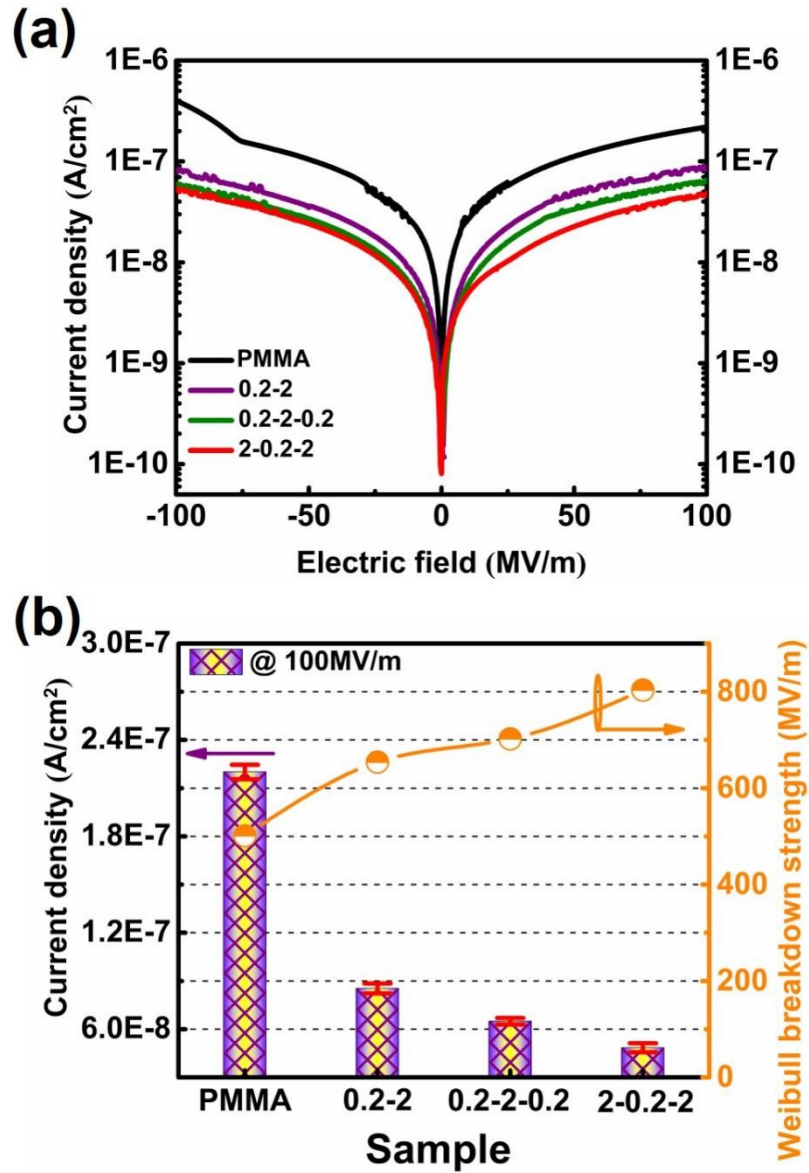 (a)
1E-6
1E-6
1E-7
1E-7
1E-8
1E-8
1E-9
1E-9
1E-10
1E-10
Current density (A/cm²)
PMMA
0.2-2
0.2-2-0.2
2-0.2-2
-100
-50
0
50
100
Electric field (MV/m)
(b)
3.0E-7
2.4E-7
1.8E-7
1.2E-7
6.0E-8
Current density (A/cm²)
@ 100MV/m
800
600
400
200
0
Weibull breakdown strength (MV/m)
PMMA
0.2-2
0.2-2-0.2
2-0.2-2
Sample